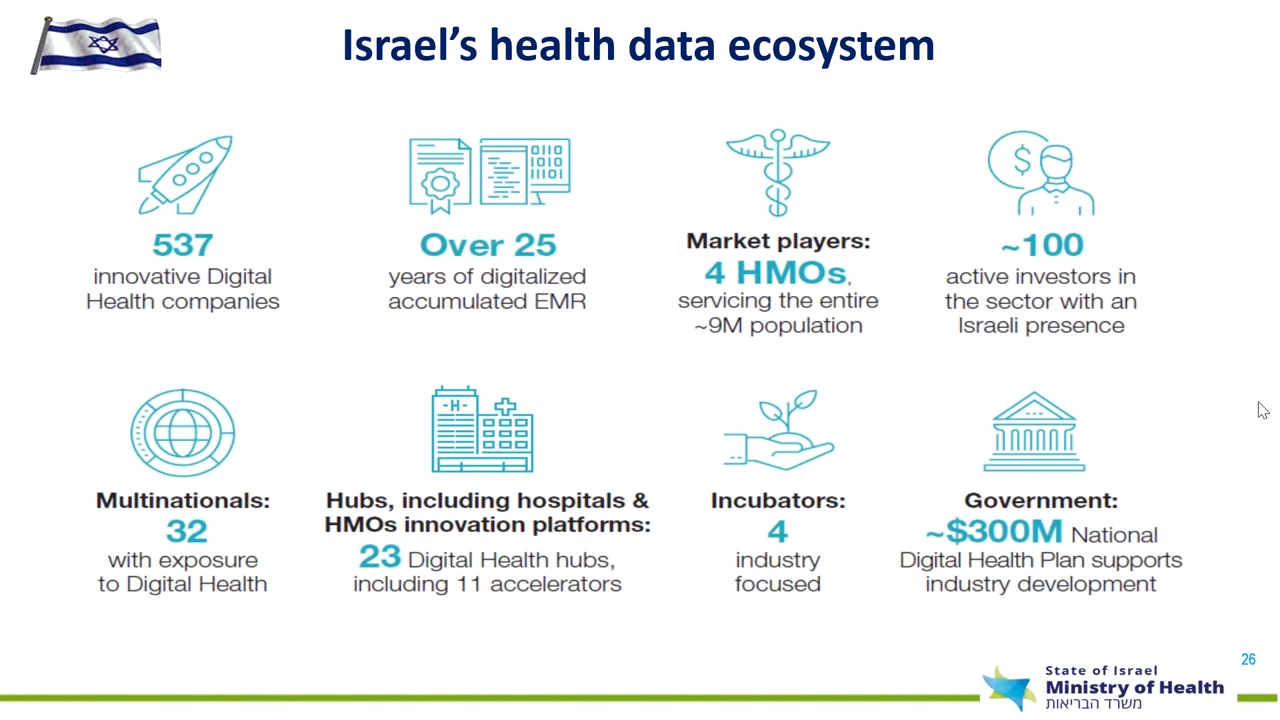 Israel's health data ecosystem
537
innovative Digital
Health companies
Over 25
years of digitalized
accumulated EMR
Market players:
4 HMOs,
servicing the entire
~9M population
~100
active investors in
the sector with an
Israeli presence
Multinationals:
32
with exposure
to Digital Health
-H-
Hubs, including hospitals &
HMOs innovation platforms:
23 Digital Health hubs,
including 11 accelerators
Incubators:
4
industry
focused
Government:
~$300M National
Digital Health Plan supports
industry development
26
State of Israel
Ministry of Health
משרד הבריאות